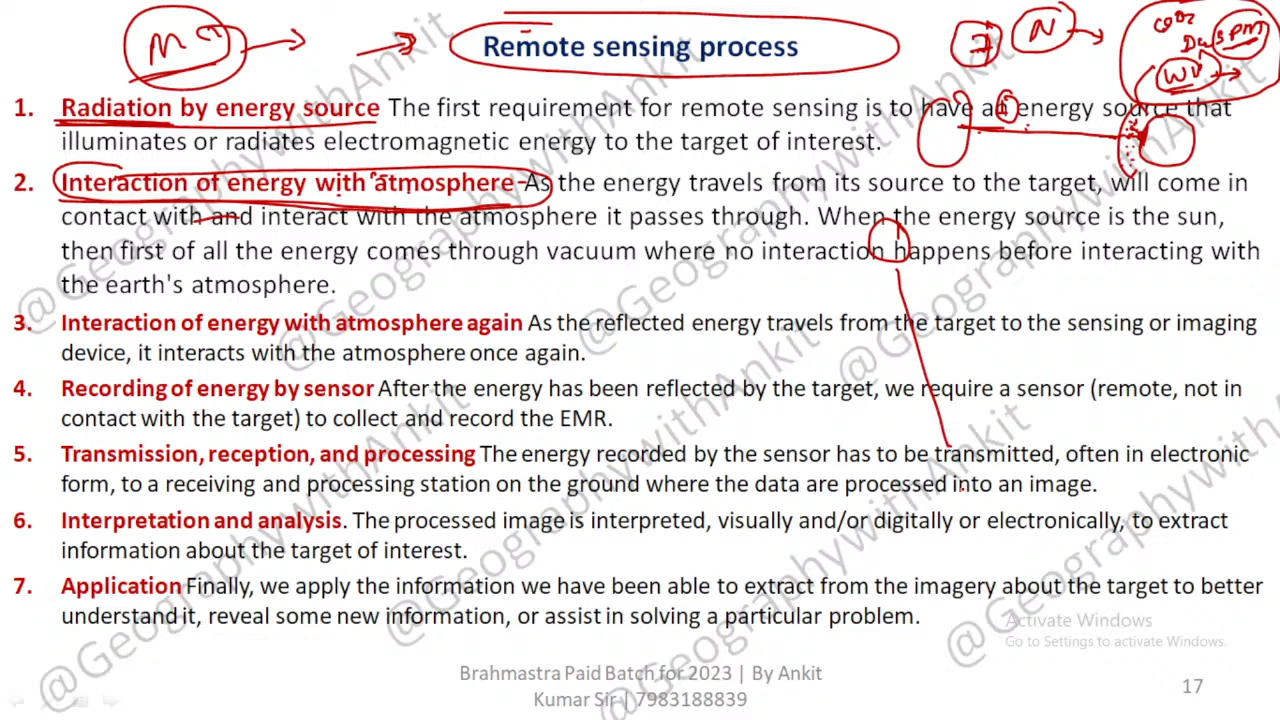 Remote sensing process
1. Radiation by energy source The first requirement for remote sensing is to have an energy source that
illuminates or radiates electromagnetic energy to the target of interest.
2. Interaction of energy with atmosphere -As the energy travels from its source to the target, will come in
contact with and interact with the atmosphere it passes through. When the energy source is the sun,
then first of all the energy comes through vacuum where no interaction happens before interacting with
the earth's atmosphere.
3. Interaction of energy with atmosphere again As the reflected energy travels from the target to the sensing or imaging
device, it interacts with the atmosphere once again.
4. Recording of energy by sensor After the energy has been reflected by the target, we require a sensor (remote, not in
contact with the target) to collect and record the EMR.
5. Transmission, reception, and processing The energy recorded by the sensor has to be transmitted, often in electronic
form, to a receiving and processing station on the ground where the data are processed into an image.
6. Interpretation and analysis. The processed image is interpreted, visually and/or digitally or electronically, to extract
information about the target of interest.
7. Application Finally, we apply the information we have been able to extract from the imagery about the target to better
understand it, reveal some new information, or assist in solving a particular problem.
Activate Windows
Go to Settings to activate Windows.
Brahmastra Paid Batch for 2023 | By Ankit
Kumar Sir | 7983188839
17
@GeographywithAnkit
@GeographywithAnkit
@GeographywithAnkit
@GeographywithAnkit
@GeographywithAnkit
@GeographywithAnkit
@GeographywithAnkit
@GeographywithAnkit
N
WV